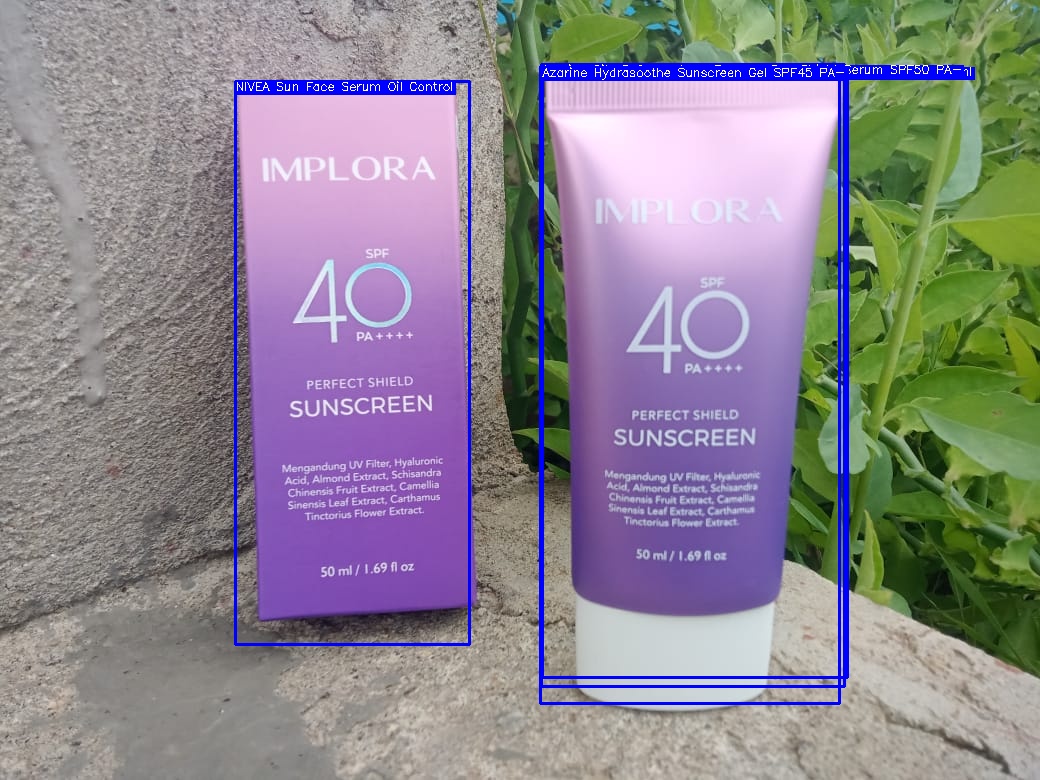 NIVEA Sun Face Serum Oil Control
IMPLORA
SPF
40
PA++++
PERFECT SHIELD
SUNSCREEN
Mengandung UV Filter, Hyaluronic
Acid, Almond Extract, Schisandra
Chinensis Fruit Extract, Camellia
Sinensis Leaf Extract, Carthamus
Tinctorius Flower Extract.
50 ml / 1.69 fl oz
Azarine Hydrasoothe Sunscreen Gel SPF45 PA
Serum SPF50 PA
IMPLORA
SPF
40
PA++++
PERFECT SHIELD
SUNSCREEN
Mengandung UV Filter, Hyaluronic
Acid, Almond Extract, Schisandra
Chinensis Fruit Extract, Camellia
Sinensis Leaf Extract, Carthamus
Tinctorius Flower Extract.
50 ml / 1.69 fl oz